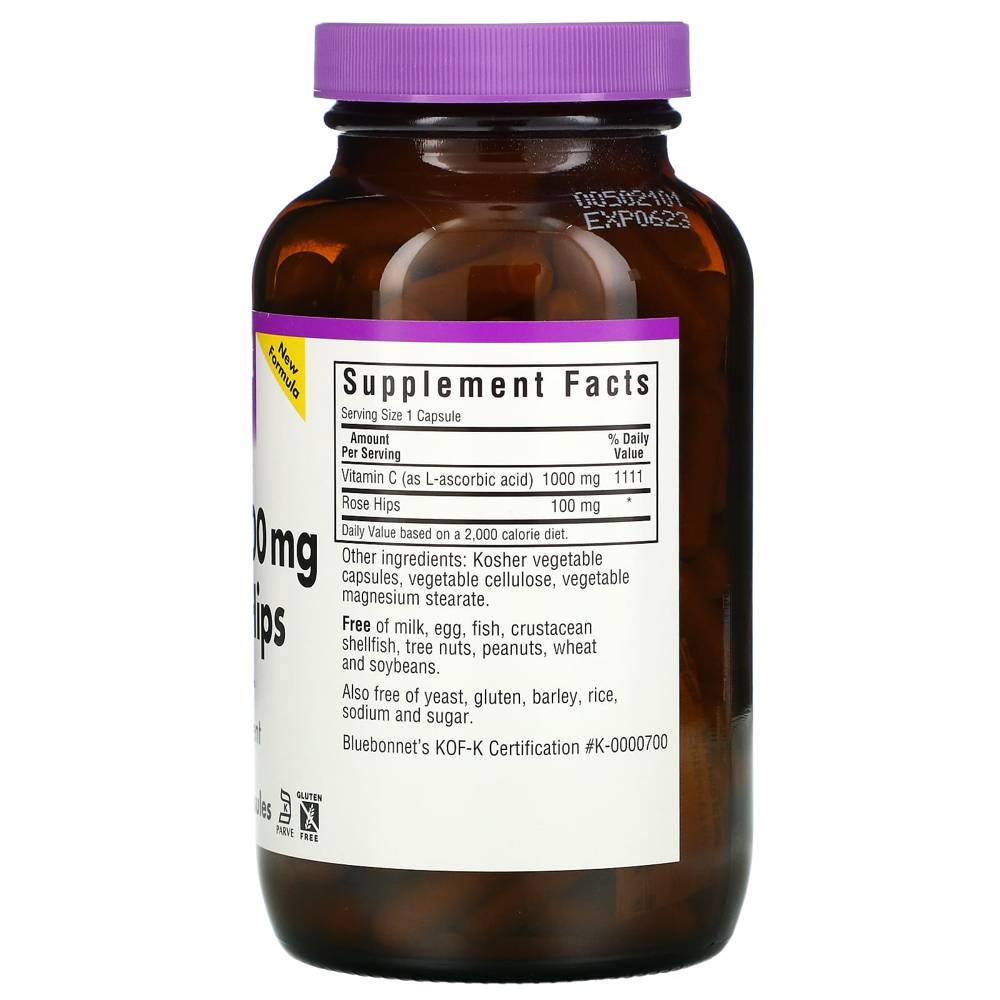 00502101
EXP0623
New
Formula
Supplement Facts
Serving Size 1 Capsule
Amount
Per Serving
% Daily
Value
Vitamin C (as L-ascorbic acid) 1000 mg 1111
Rose Hips 100 mg *
Daily Value based on a 2,000 calorie diet.
Other ingredients: Kosher vegetable
capsules, vegetable cellulose, vegetable
magnesium stearate.
Free of milk, egg, fish, crustacean
shellfish, tree nuts, peanuts, wheat
and soybeans.
Also free of yeast, gluten, barley, rice,
sodium and sugar.
Bluebonnet's KOF-K Certification #K-0000700
mg
K
PARVE
GLUTEN
FREE